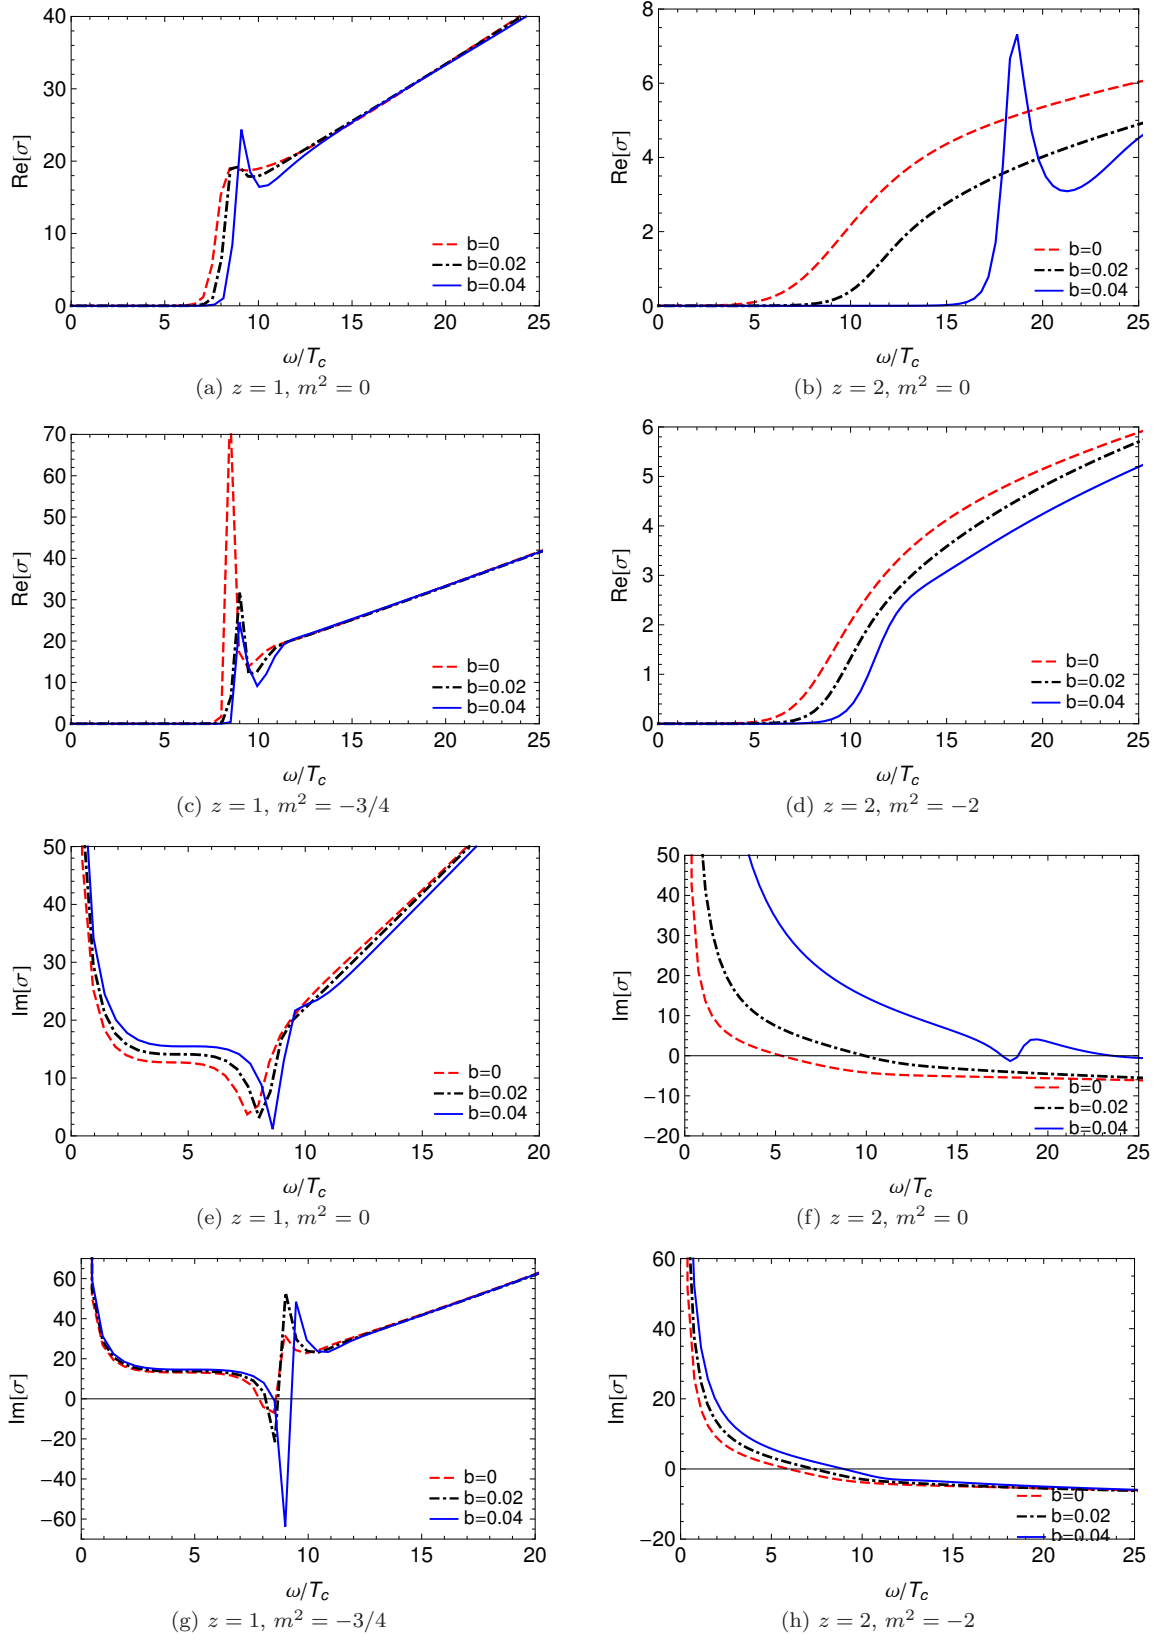 40
30
20
10
0
0 5 10 15 20 25
Re[σ]
b=0
b=0.02
b=0.04
ω/T_c
(a) z = 1, m² = 0
8
6
4
2
0
0 5 10 15 20 25
Re[σ]
b=0
b=0.02
b=0.04
ω/T_c
(b) z = 2, m² = 0
70
60
50
40
30
20
10
0
0 5 10 15 20 25
Re[σ]
b=0
b=0.02
b=0.04
ω/T_c
(c) z = 1, m² = −3/4
6
5
4
3
2
1
0
0 5 10 15 20 25
Re[σ]
b=0
b=0.02
b=0.04
ω/T_c
(d) z = 2, m² = −2
50
40
30
20
10
0
0 5 10 15 20
Im[σ]
b=0
b=0.02
b=0.04
ω/T_c
(e) z = 1, m² = 0
50
40
30
20
10
0
−10
−20
0 5 10 15 20 25
Im[σ]
b=0
b=0.02
b=0.04
ω/T_c
(f) z = 2, m² = 0
60
40
20
0
−20
−40
−60
0 5 10 15 20
Im[σ]
b=0
b=0.02
b=0.04
ω/T_c
(g) z = 1, m² = −3/4
60
40
20
0
−20
0 5 10 15 20 25
Im[σ]
b=0
b=0.02
b=0.04
ω/T_c
(h) z = 2, m² = −2